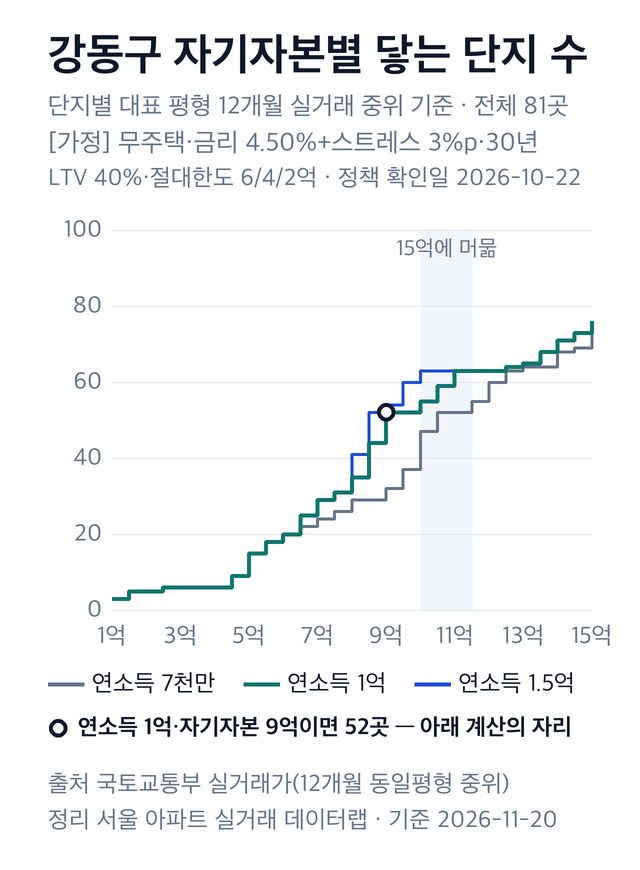 강동구 자기자본별 닿는 단지 수
단지별 대표 평형 12개월 실거래 중위 기준 · 전체 81곳
[가정] 무주택·금리 4.50%+스트레스 3%p·30년
LTV 40%·절대한도 6/4/2억 · 정책 확인일 2026-10-22
100
15억에 머묾
80
60
40
20
0
1억 3억 5억 7억 9억 11억 13억 15억
연소득 7천만 연소득 1억 연소득 1.5억
연소득 1억·자기자본 9억이면 52곳 — 아래 계산의 자리
출처 국토교통부 실거래가(12개월 동일평형 중위)
정리 서울 아파트 실거래 데이터랩 · 기준 2026-11-20